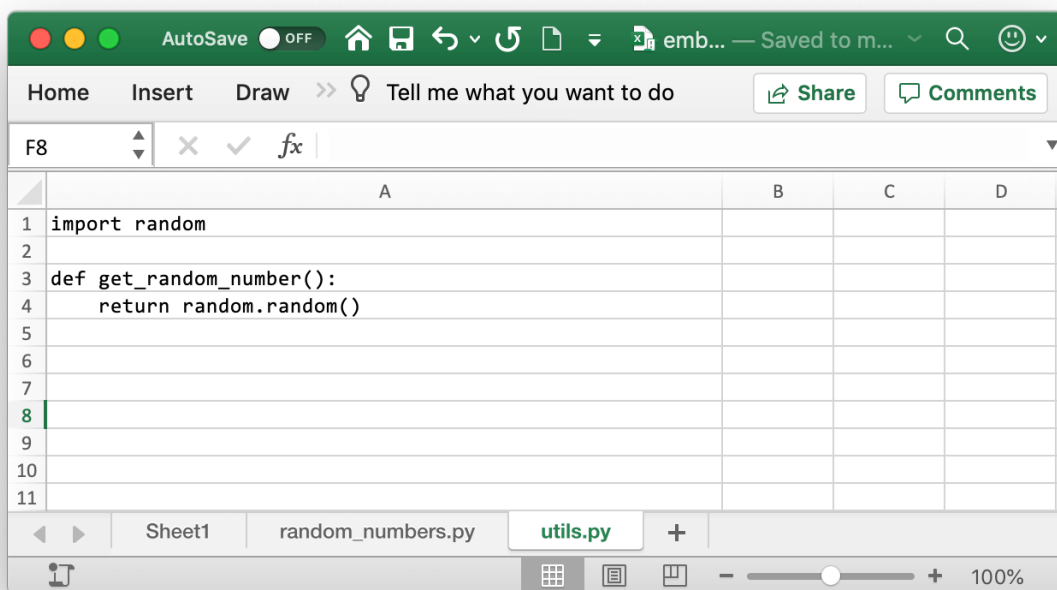 AutoSave OFF emb... — Saved to m...
Home Insert Draw Tell me what you want to do Share Comments
F8 fx
A B C D
1 import random
2
3 def get_random_number():
4     return random.random()
5
6
7
8
9
10
11
Sheet1 random_numbers.py utils.py +
100%